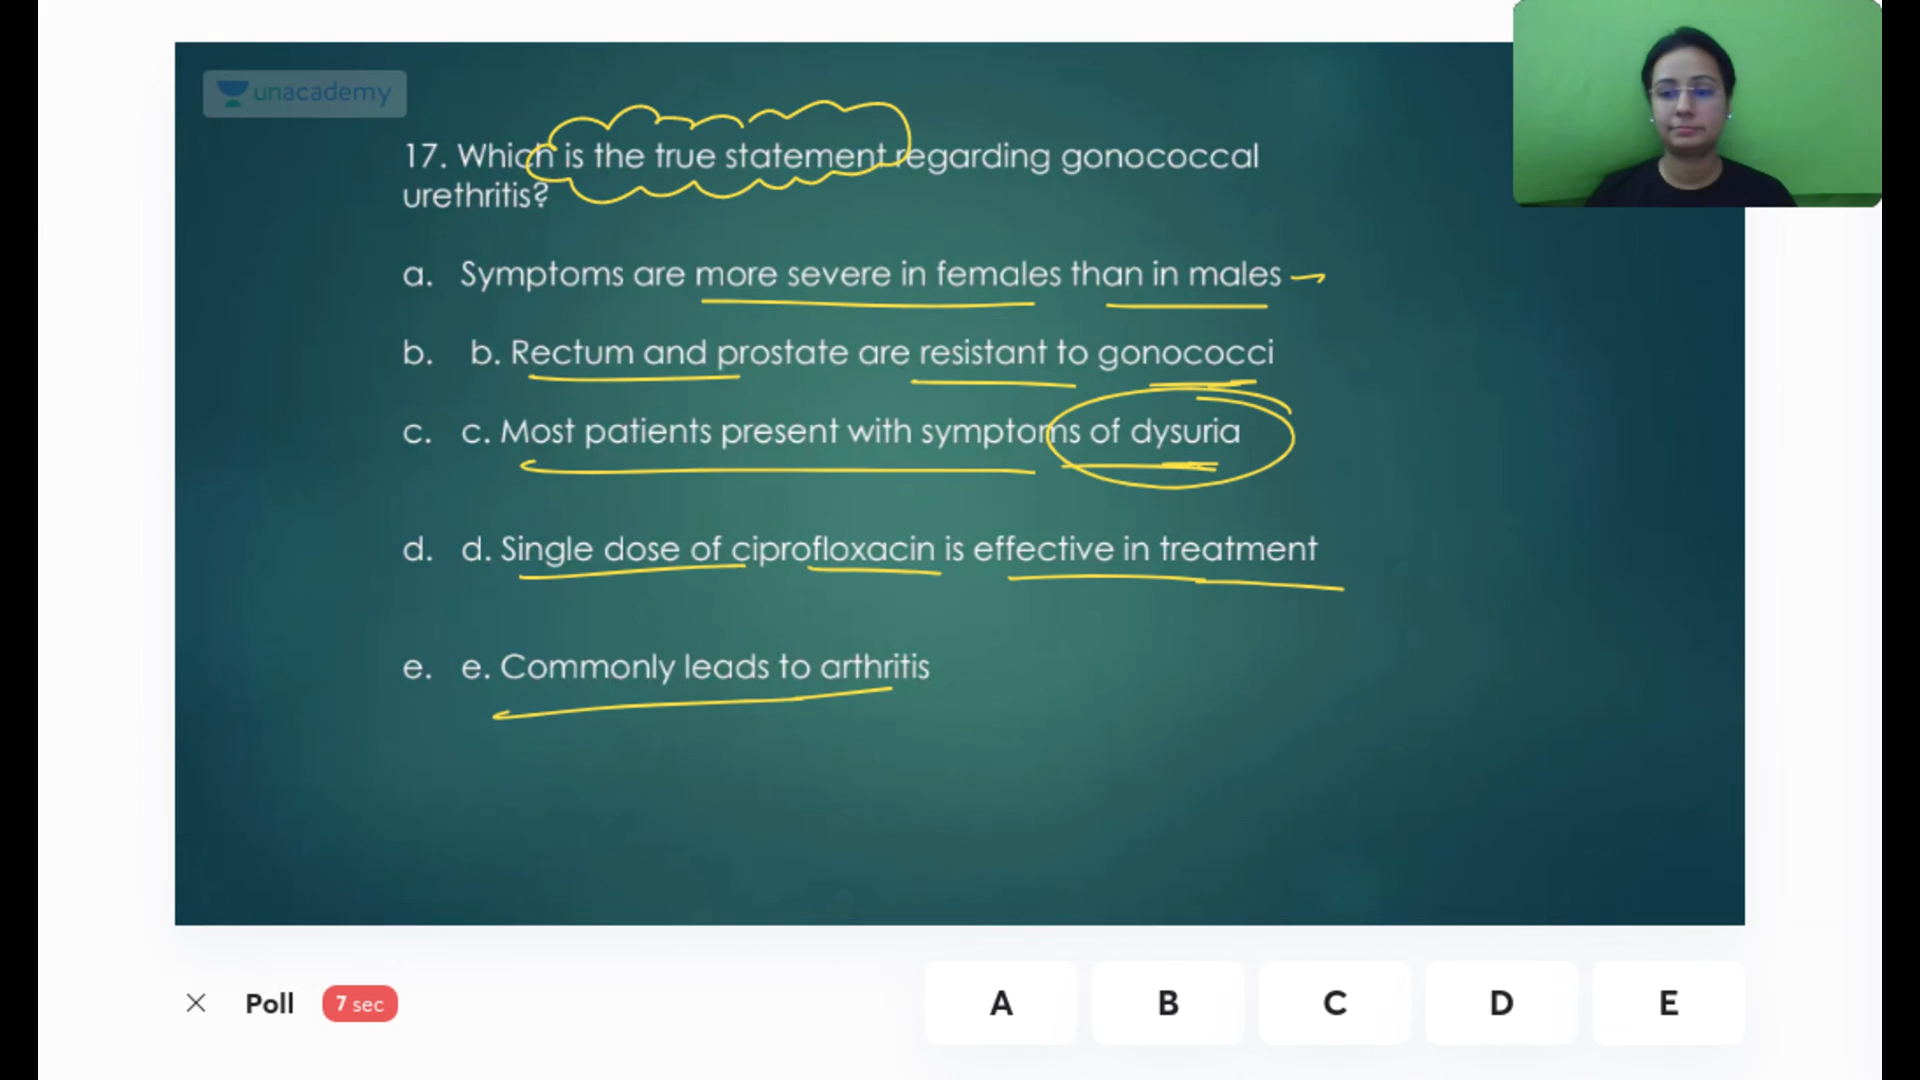 unacademy
17. Which is the true statement regarding gonococcal
urethritis?
a. Symptoms are more severe in females than in males
b. b. Rectum and prostate are resistant to gonococci
c. c. Most patients present with symptoms of dysuria
d. d. Single dose of ciprofloxacin is effective in treatment
e. e. Commonly leads to arthritis
Poll 7 sec A B C D E